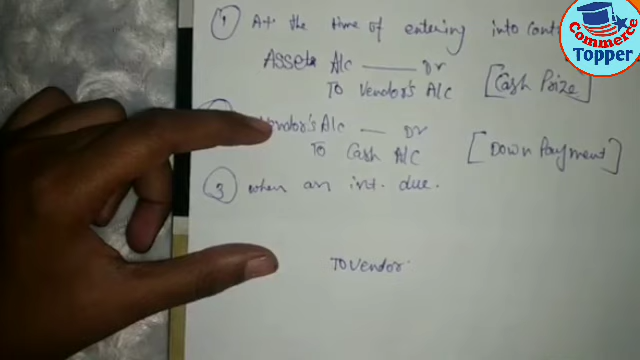 1 At the time of entering into cont
Assets A/c ——— Dr
To Vendor's A/c [Cash Prize]
Vendor's A/c — Dr
To Cash A/c [Down Payment]
3 when an int. due.
To Vendor
Commerce
Topper